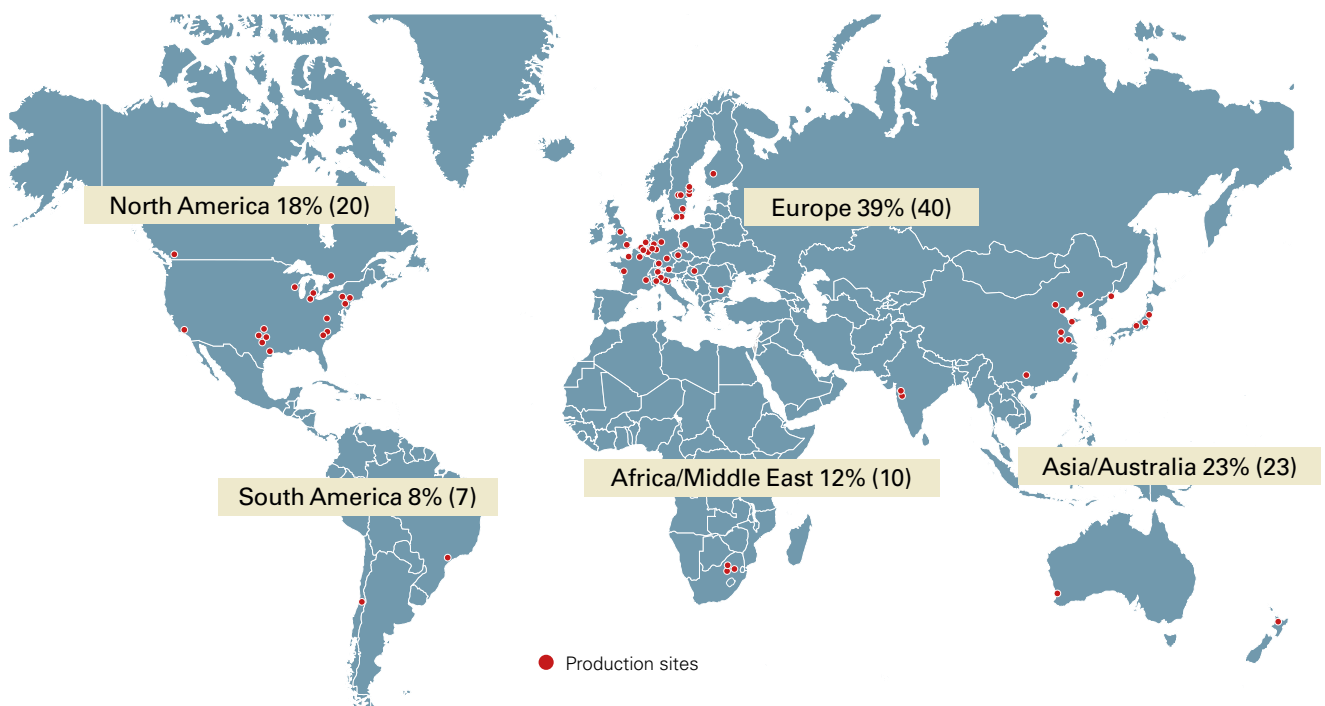 North America 18% (20)
Europe 39% (40)
South America 8% (7)
Africa/Middle East 12% (10)
Asia/Australia 23% (23)
Production sites